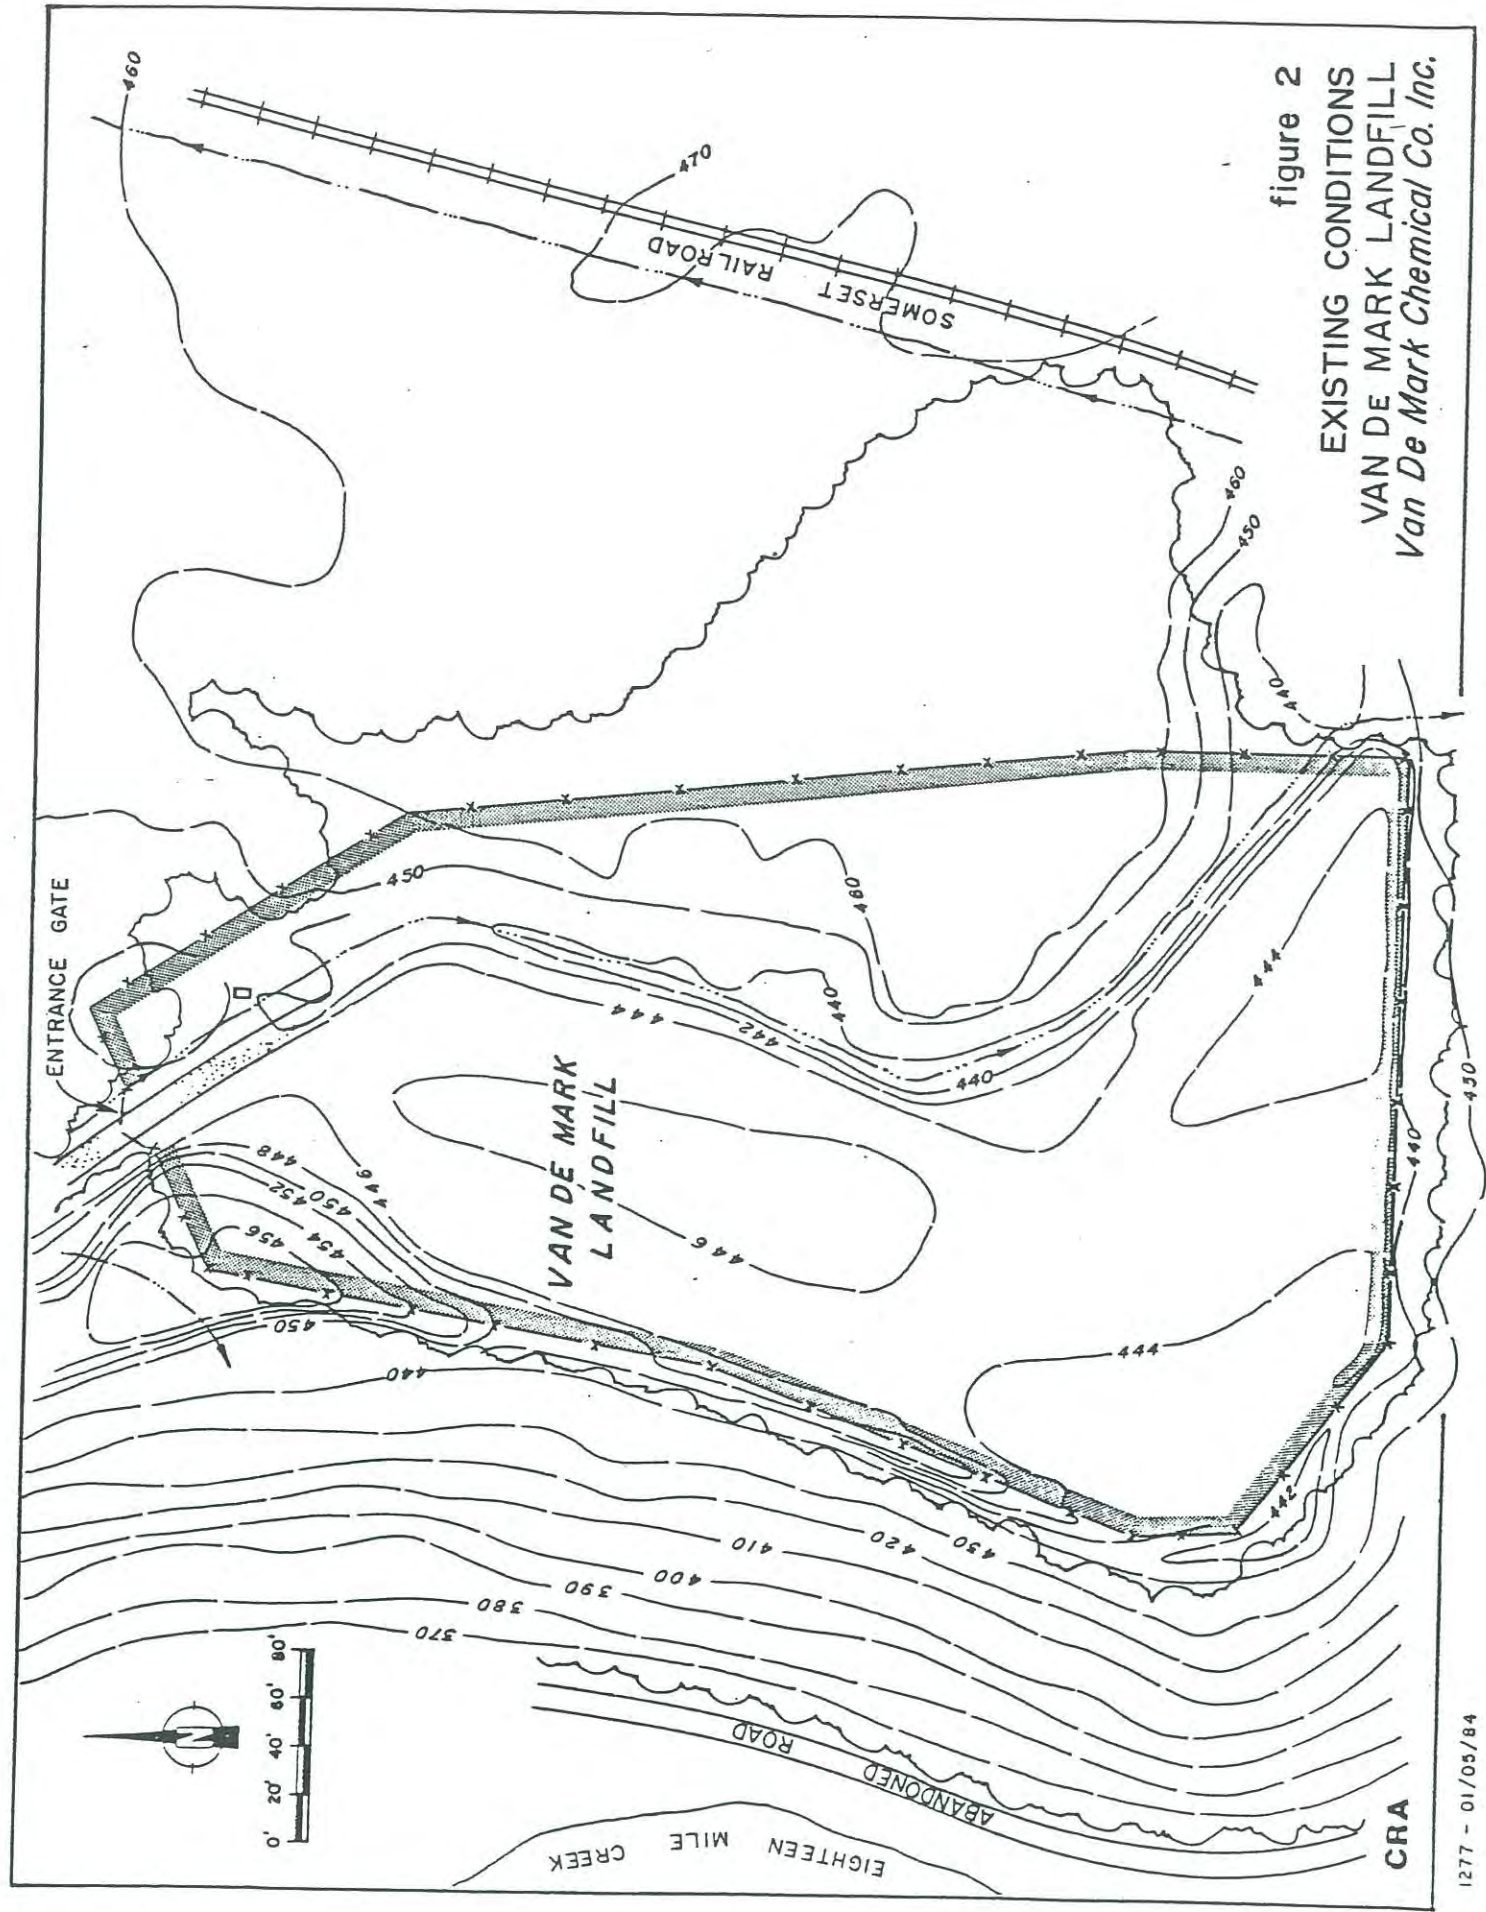 figure 2
EXISTING CONDITIONS
VAN DE MARK LANDFILL
Van De Mark Chemical Co. Inc.
CRA
1277 - 01/05/84
ENTRANCE GATE
VAN DE MARK
LANDFILL
SOMERSET RAILROAD
ABANDONED ROAD
EIGHTEEN MILE CREEK
N
0' 20' 40' 60' 80'
460
470
460
450
440
450
460
440
442
444
440
444
446
446
448
450
452
454
456
450
440
430
420
410
400
390
380
370
444
442
440
430